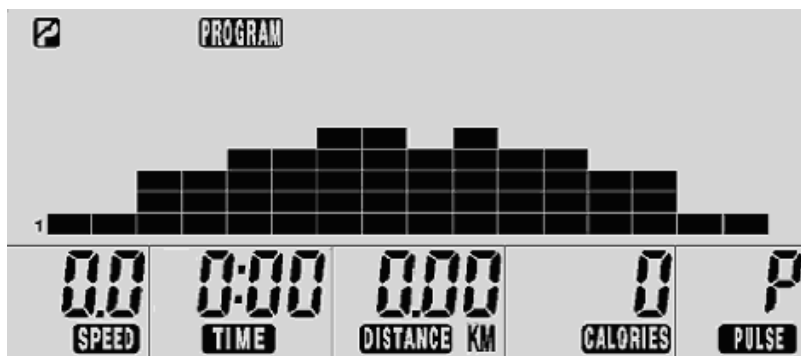 P PROGRAM
1
0.0 0:00 0.00 0 P
SPEED TIME DISTANCE KM CALORIES PULSE